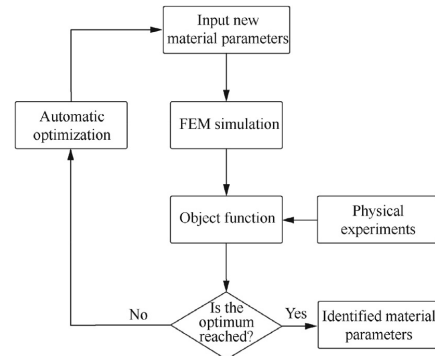 Input new
material parameters
Automatic
optimization
FEM simulation
Object function
Physical
experiments
Is the
optimum
reached?
No
Yes
Identified material
parameters